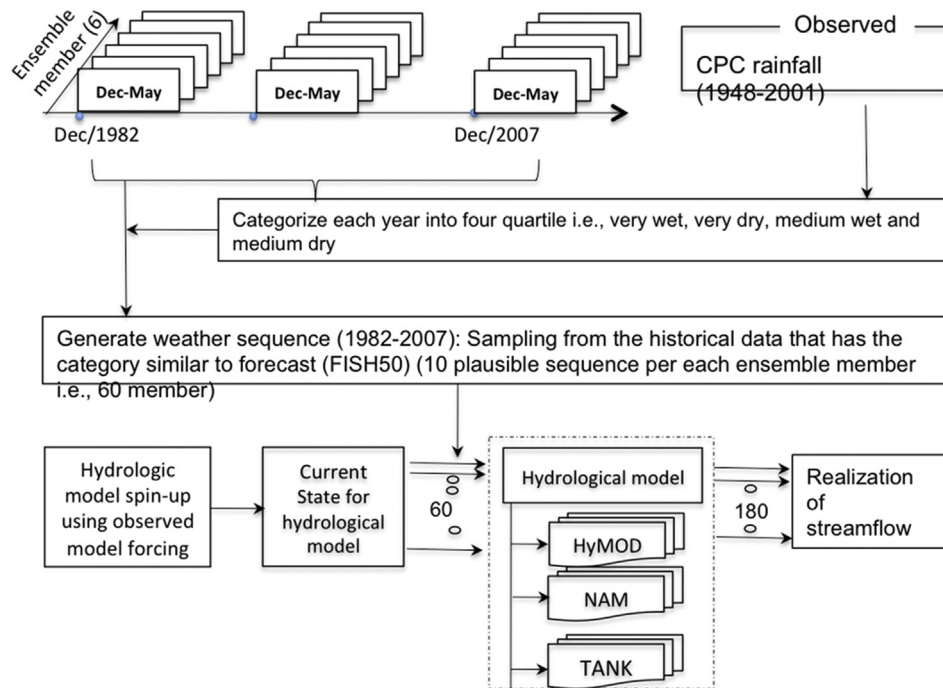 Ensemble
member (6)
Dec-May
Dec-May
Dec-May
Dec/1982
Dec/2007
Observed
CPC rainfall
(1948-2001)
Categorize each year into four quartile i.e., very wet, very dry, medium wet and
medium dry
Generate weather sequence (1982-2007): Sampling from the historical data that has the
category similar to forecast (FISH50) (10 plausible sequence per each ensemble member
i.e., 60 member)
Hydrologic
model spin-up
using observed
model forcing
Current
State for
hydrological
model
60
Hydrological model
HyMOD
NAM
TANK
180
Realization
of
streamflow